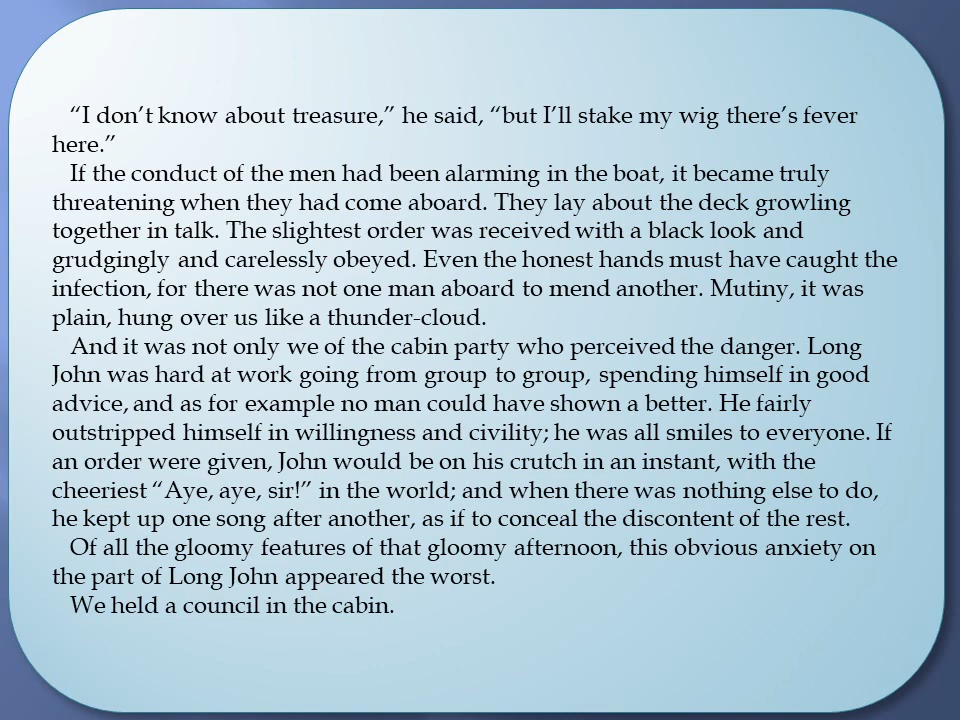 “I don’t know about treasure,” he said, “but I’ll stake my wig there’s fever
here.”
If the conduct of the men had been alarming in the boat, it became truly
threatening when they had come aboard. They lay about the deck growling
together in talk. The slightest order was received with a black look and
grudgingly and carelessly obeyed. Even the honest hands must have caught the
infection, for there was not one man aboard to mend another. Mutiny, it was
plain, hung over us like a thunder-cloud.
And it was not only we of the cabin party who perceived the danger. Long
John was hard at work going from group to group, spending himself in good
advice, and as for example no man could have shown a better. He fairly
outstripped himself in willingness and civility; he was all smiles to everyone. If
an order were given, John would be on his crutch in an instant, with the
cheeriest “Aye, aye, sir!” in the world; and when there was nothing else to do,
he kept up one song after another, as if to conceal the discontent of the rest.
Of all the gloomy features of that gloomy afternoon, this obvious anxiety on
the part of Long John appeared the worst.
We held a council in the cabin.